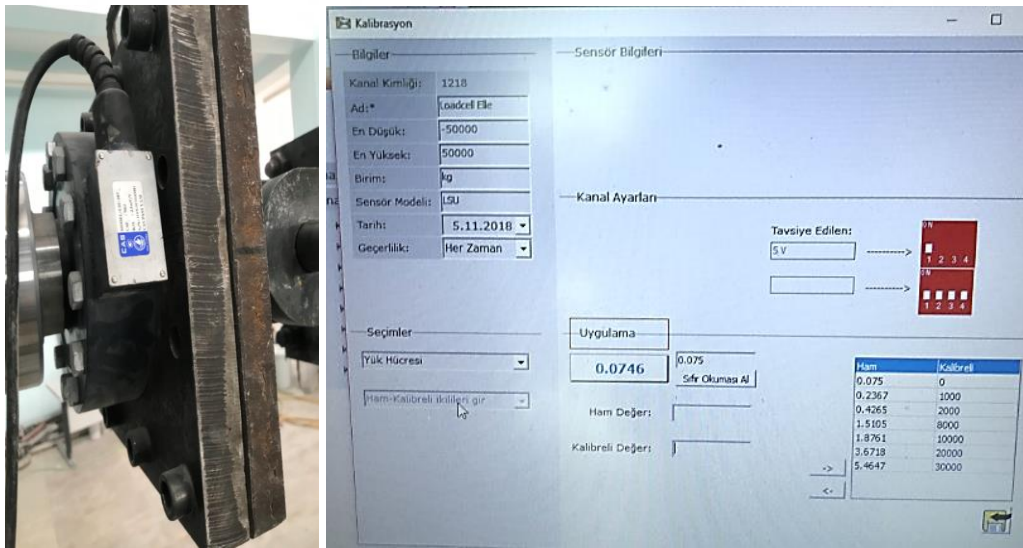 CAS
Kalibrasyon
Bilgiler
Kanal Kimliği: 1218
Ad:* Loadcell Elle
En Düşük: -50000
En Yüksek: 50000
Birim: kg
Sensör Modeli: LSU
Tarih: 5.11.2018
Geçerlilik: Her Zaman
Seçimler
Yük Hücresi
Ham-Kalibreli ikilileri gir
Sensör Bilgileri
Kanal Ayarları
Tavsiye Edilen:
5 V --------->
ON
1 2 3 4
--------->
ON
1 2 3 4
Uygulama
0.0746
0.075
Sıfır Okuması Al
Ham Değer:
Kalibreli Değer:
->
<-
Ham Kalibreli
0.075 0
0.2367 1000
0.4265 2000
1.5105 8000
1.8761 10000
3.6718 20000
5.4647 30000